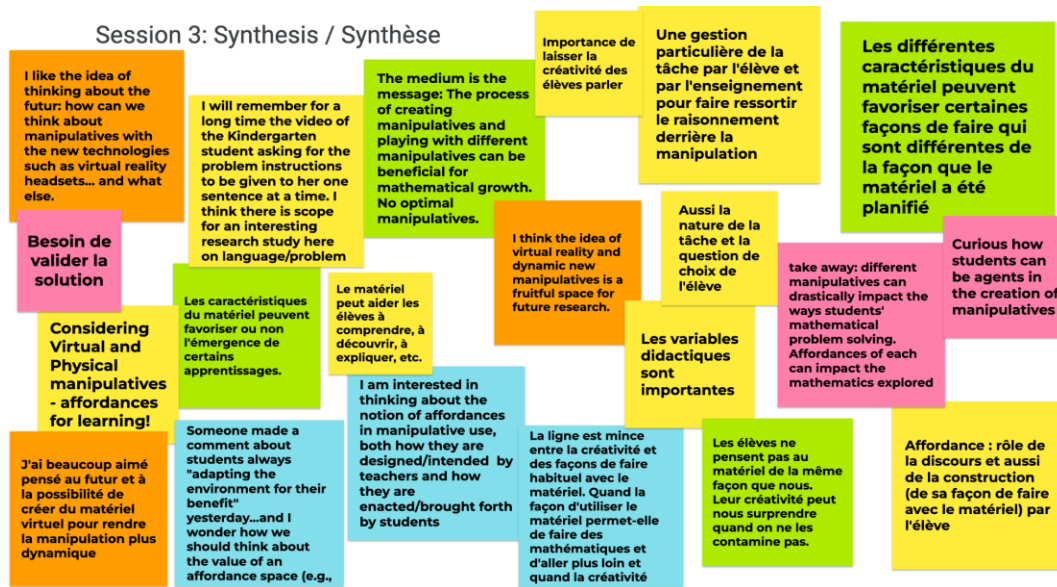 Session 3: Synthesis / Synthèse
I like the idea of
thinking about the
futur: how can we
think about
manipulatives with
the new technologies
such as virtual reality
headsets... and what
else.
I will remember for a
long time the video of
the Kindergarten
student asking for the
problem instructions
to be given to her one
sentence at a time. I
think there is scope
for an interesting
research study here
on language/problem
The medium is the
message: The process
of creating
manipulatives and
playing with different
manipulatives can be
beneficial for
mathematical growth.
No optimal
manipulatives.
Importance de
laisser la
créativité des
élèves parler
Une gestion
particulière de la
tâche par l'élève et
par l'enseignement
pour faire ressortir
le raisonnement
derrière la
manipulation
Les différentes
caractéristiques du
matériel peuvent
favoriser certaines
façons de faire qui
sont différentes de
la façon que le
matériel a été
planifié
Besoin de
valider la
solution
Les caractéristiques
du matériel peuvent
favoriser ou non
l'émergence de
certains
apprentissages.
Le matériel
peut aider les
élèves à
comprendre, à
découvrir, à
expliquer, etc.
I think the idea of
virtual reality and
dynamic new
manipulatives is a
fruitful space for
future research.
Aussi la
nature de la
tâche et la
question de
choix de
l'élève
take away: different
manipulatives can
drastically impact the
ways students'
mathematical
problem solving.
Affordances of each
can impact the
mathematics explored
Curious how
students can
be agents in
the creation of
manipulatives
Considering
Virtual and
Physical
manipulatives
- affordances
for learning!
Les variables
didactiques
sont
importantes
J'ai beaucoup aimé
pensé au futur et à
la possibilité de
créer du matériel
virtuel pour rendre
la manipulation plus
dynamique
Someone made a
comment about
students always
"adapting the
environment for their
benefit"
yesterday...and I
wonder how we
should think about
the value of an
affordance space (e.g.,
I am interested in
thinking about the
notion of affordances
in manipulative use,
both how they are
designed/intended by
teachers and how
they are
enacted/brought forth
by students
La ligne est mince
entre la créativité et
des façons de faire
habituel avec le
matériel. Quand la
façon d'utiliser le
matériel permet-elle
de faire des
mathématiques et
d'aller plus loin et
quand la créativité
Les élèves ne
pensent pas au
matériel de la même
façon que nous.
Leur créativité peut
nous surprendre
quand on ne les
contamine pas.
Affordance : rôle de
la discours et aussi
de la construction
(de sa façon de faire
avec le matériel) par
l'élève